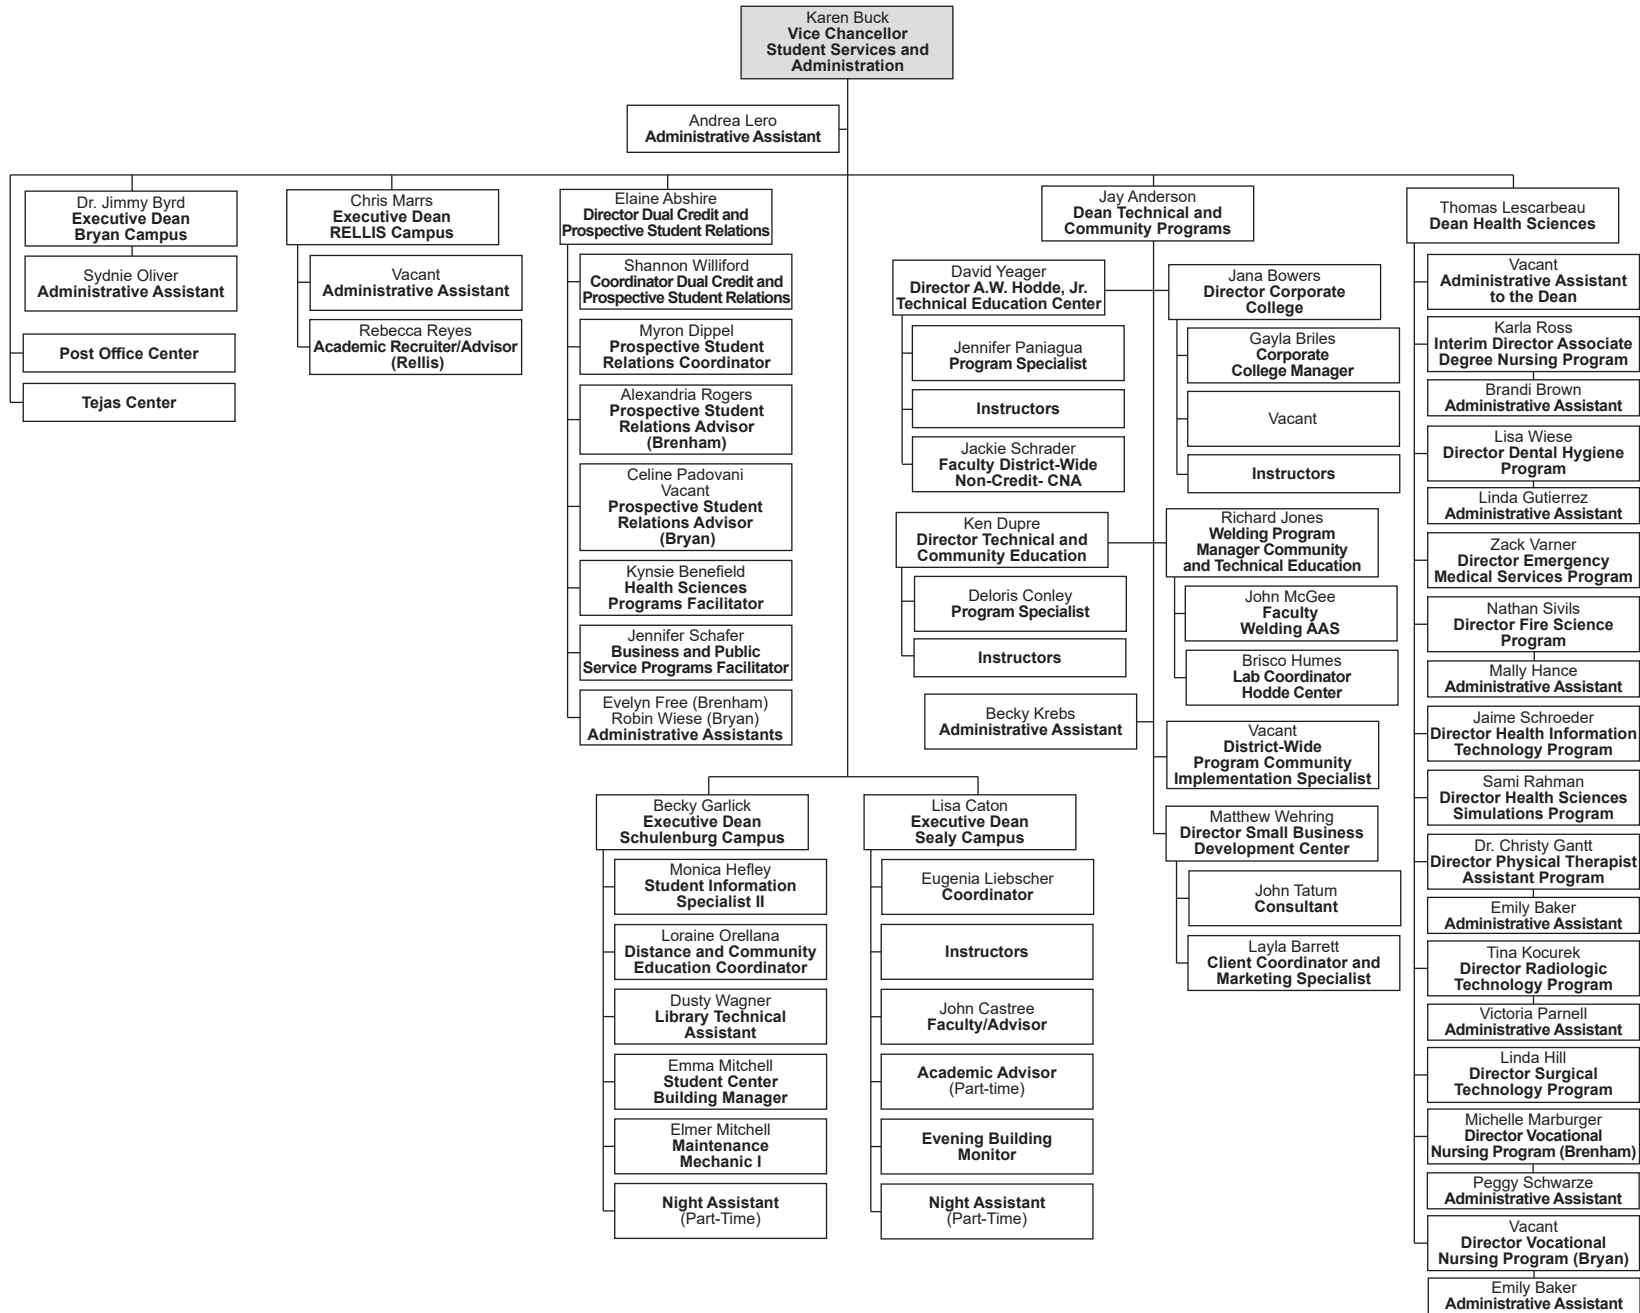 Karen Buck
Vice Chancellor
Student Services and
Administration
Andrea Lero
Administrative Assistant
Dr. Jimmy Byrd
Executive Dean
Bryan Campus
Sydnie Oliver
Administrative Assistant
Post Office Center
Tejas Center
Chris Marrs
Executive Dean
RELLIS Campus
Vacant
Administrative Assistant
Rebecca Reyes
Academic Recruiter/Advisor
(Rellis)
Elaine Abshire
Director Dual Credit and
Prospective Student Relations
Shannon Williford
Coordinator Dual Credit and
Prospective Student Relations
Myron Dippel
Prospective Student
Relations Coordinator
Alexandria Rogers
Prospective Student
Relations Advisor
(Brenham)
Celine Padovani
Vacant
Prospective Student
Relations Advisor
(Bryan)
Kynsie Benefield
Health Sciences
Programs Facilitator
Jennifer Schafer
Business and Public
Service Programs Facilitator
Evelyn Free (Brenham)
Robin Wiese (Bryan)
Administrative Assistants
Becky Garlick
Executive Dean
Schulenburg Campus
Monica Hefley
Student Information
Specialist II
Loraine Orellana
Distance and Community
Education Coordinator
Dusty Wagner
Library Technical
Assistant
Emma Mitchell
Student Center
Building Manager
Elmer Mitchell
Maintenance
Mechanic I
Night Assistant
(Part-Time)
Lisa Caton
Executive Dean
Sealy Campus
Eugenia Liebscher
Coordinator
Instructors
John Castree
Faculty/Advisor
Academic Advisor
(Part-time)
Evening Building
Monitor
Night Assistant
(Part-Time)
Jay Anderson
Dean Technical and
Community Programs
David Yeager
Director A.W. Hodde, Jr.
Technical Education Center
Jennifer Paniagua
Program Specialist
Instructors
Jackie Schrader
Faculty District-Wide
Non-Credit- CNA
Jana Bowers
Director Corporate
College
Gayla Briles
Corporate
College Manager
Vacant
Instructors
Ken Dupre
Director Technical and
Community Education
Deloris Conley
Program Specialist
Instructors
Richard Jones
Welding Program
Manager Community
and Technical Education
John McGee
Faculty
Welding AAS
Brisco Humes
Lab Coordinator
Hodde Center
Becky Krebs
Administrative Assistant
Vacant
District-Wide
Program Community
Implementation Specialist
Matthew Wehring
Director Small Business
Development Center
John Tatum
Consultant
Layla Barrett
Client Coordinator and
Marketing Specialist
Thomas Lescarbeau
Dean Health Sciences
Vacant
Administrative Assistant
to the Dean
Karla Ross
Interim Director Associate
Degree Nursing Program
Brandi Brown
Administrative Assistant
Lisa Wiese
Director Dental Hygiene
Program
Linda Gutierrez
Administrative Assistant
Zack Varner
Director Emergency
Medical Services Program
Nathan Sivils
Director Fire Science
Program
Mally Hance
Administrative Assistant
Jaime Schroeder
Director Health Information
Technology Program
Sami Rahman
Director Health Sciences
Simulations Program
Dr. Christy Gantt
Director Physical Therapist
Assistant Program
Emily Baker
Administrative Assistant
Tina Kocurek
Director Radiologic
Technology Program
Victoria Parnell
Administrative Assistant
Linda Hill
Director Surgical
Technology Program
Michelle Marburger
Director Vocational
Nursing Program (Brenham)
Peggy Schwarze
Administrative Assistant
Vacant
Director Vocational
Nursing Program (Bryan)
Emily Baker
Administrative Assistant